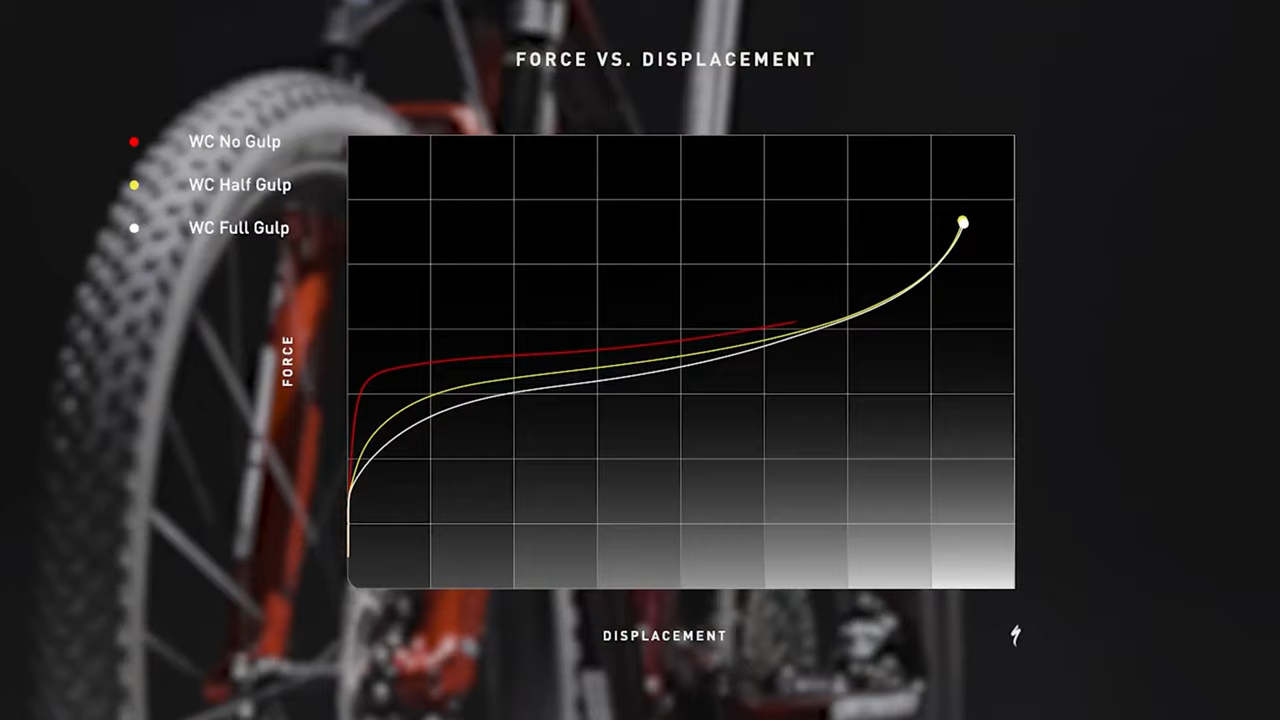 FORCE VS. DISPLACEMENT
WC No Gulp
WC Half Gulp
WC Full Gulp
FORCE
DISPLACEMENT